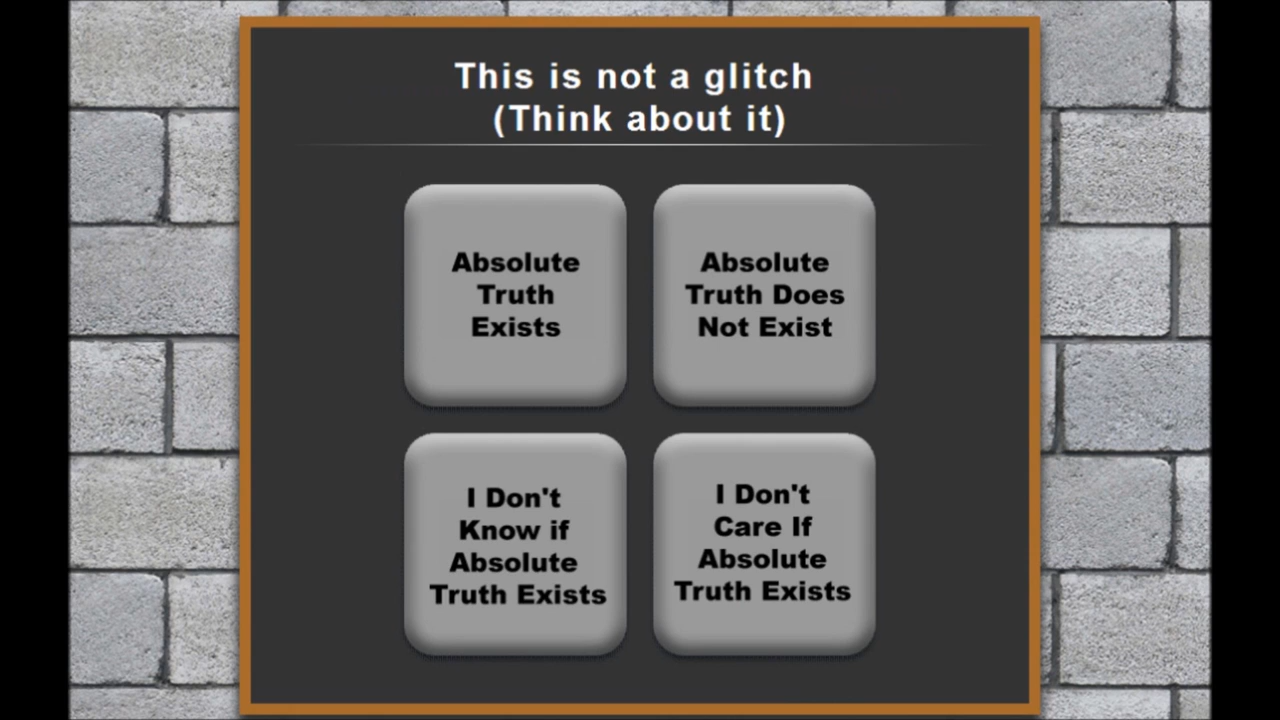 This is not a glitch
(Think about it)
Absolute
Truth
Exists
Absolute
Truth Does
Not Exist
I Don't
Know if
Absolute
Truth Exists
I Don't
Care If
Absolute
Truth Exists